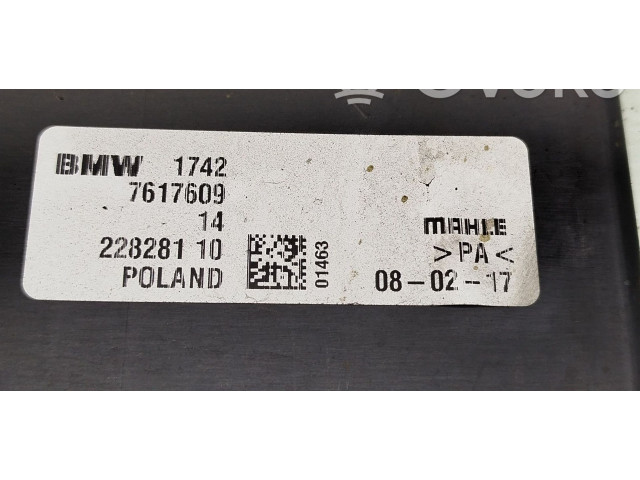 BMW 1742
7617609
14
228281 10
POLAND
01463
MAHLE
>PA<
08-02-17